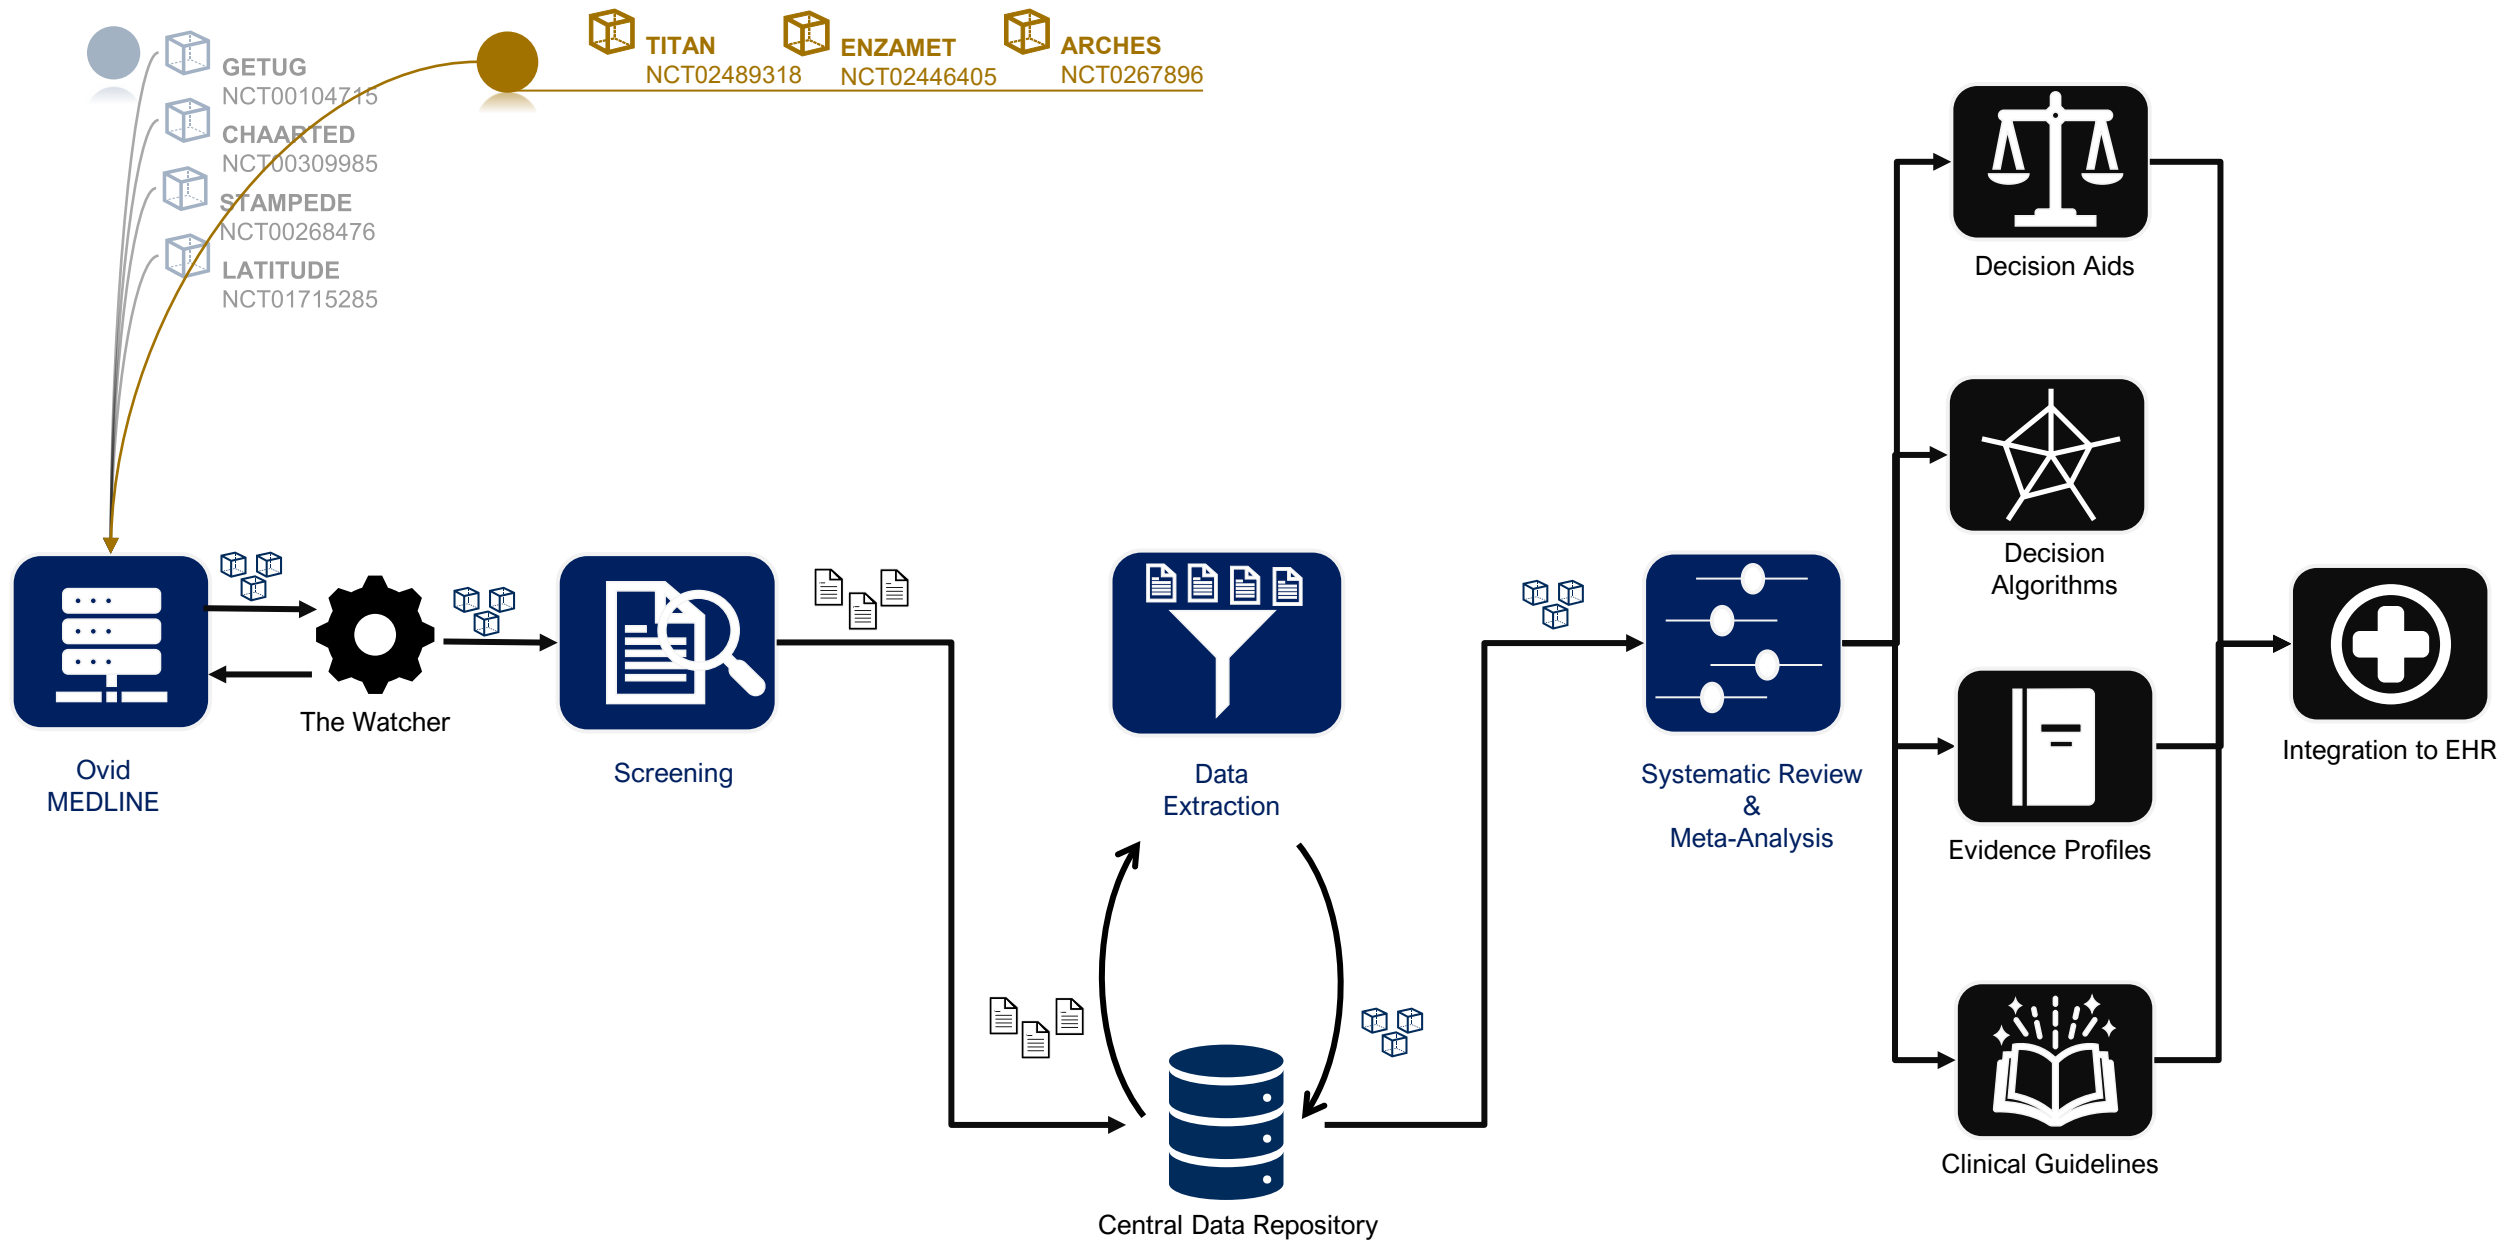 GETUG
NCT00104715
CHAARTED
NCT00309985
STAMPEDE
NCT00268476
LATITUDE
NCT01715285
TITAN
NCT02489318
ENZAMET
NCT02446405
ARCHES
NCT0267896
Ovid
MEDLINE
The Watcher
Screening
Data
Extraction
Central Data Repository
Systematic Review
&
Meta-Analysis
Decision Aids
Decision
Algorithms
Evidence Profiles
Clinical Guidelines
Integration to EHR